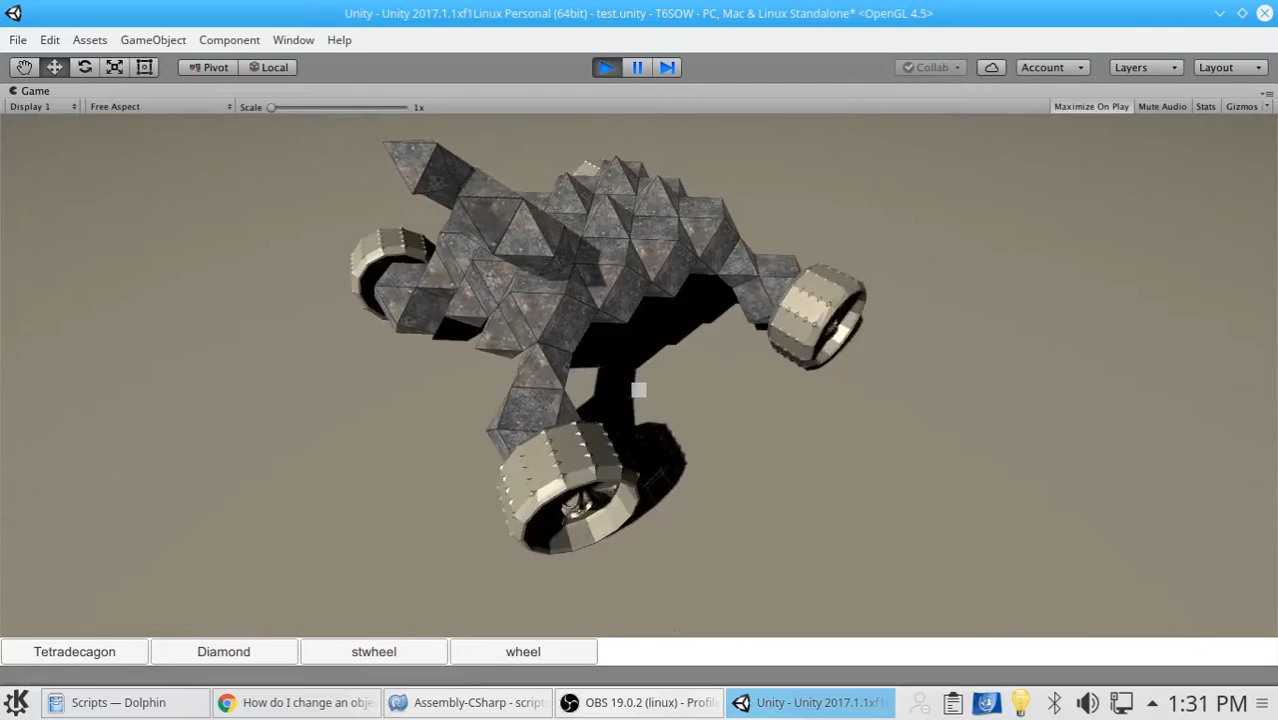 Unity - Unity 2017.1.1xf1Linux Personal (64bit) - test.unity - T6SOW - PC, Mac & Linux Standalone* <OpenGL 4.5>
File Edit Assets GameObject Component Window Help
Pivot Local Collab Account Layers Layout
Game
Display 1 Free Aspect Scale 1x Maximize On Play Mute Audio Stats Gizmos
Tetradecagon Diamond stwheel wheel
Scripts — Dolphin How do I change an obje Assembly-CSharp - script OBS 19.0.2 (linux) - Profil Unity - Unity 2017.1.1xf1 1:31 PM